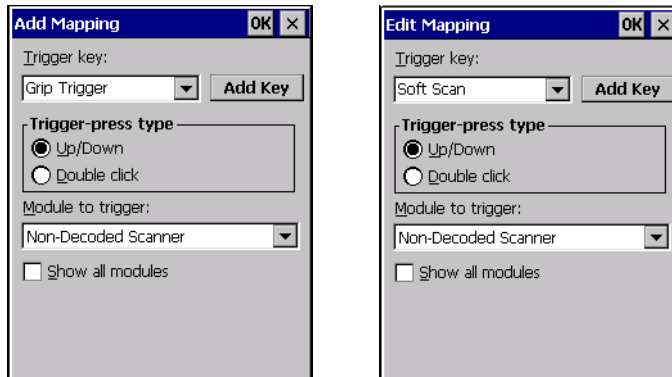 Add Mapping OK ×
Trigger key:
Grip Trigger Add Key
Trigger-press type
Up/Down
Double click
Module to trigger:
Non-Decoded Scanner
Show all modules
Edit Mapping OK ×
Trigger key:
Soft Scan Add Key
Trigger-press type
Up/Down
Double click
Module to trigger:
Non-Decoded Scanner
Show all modules